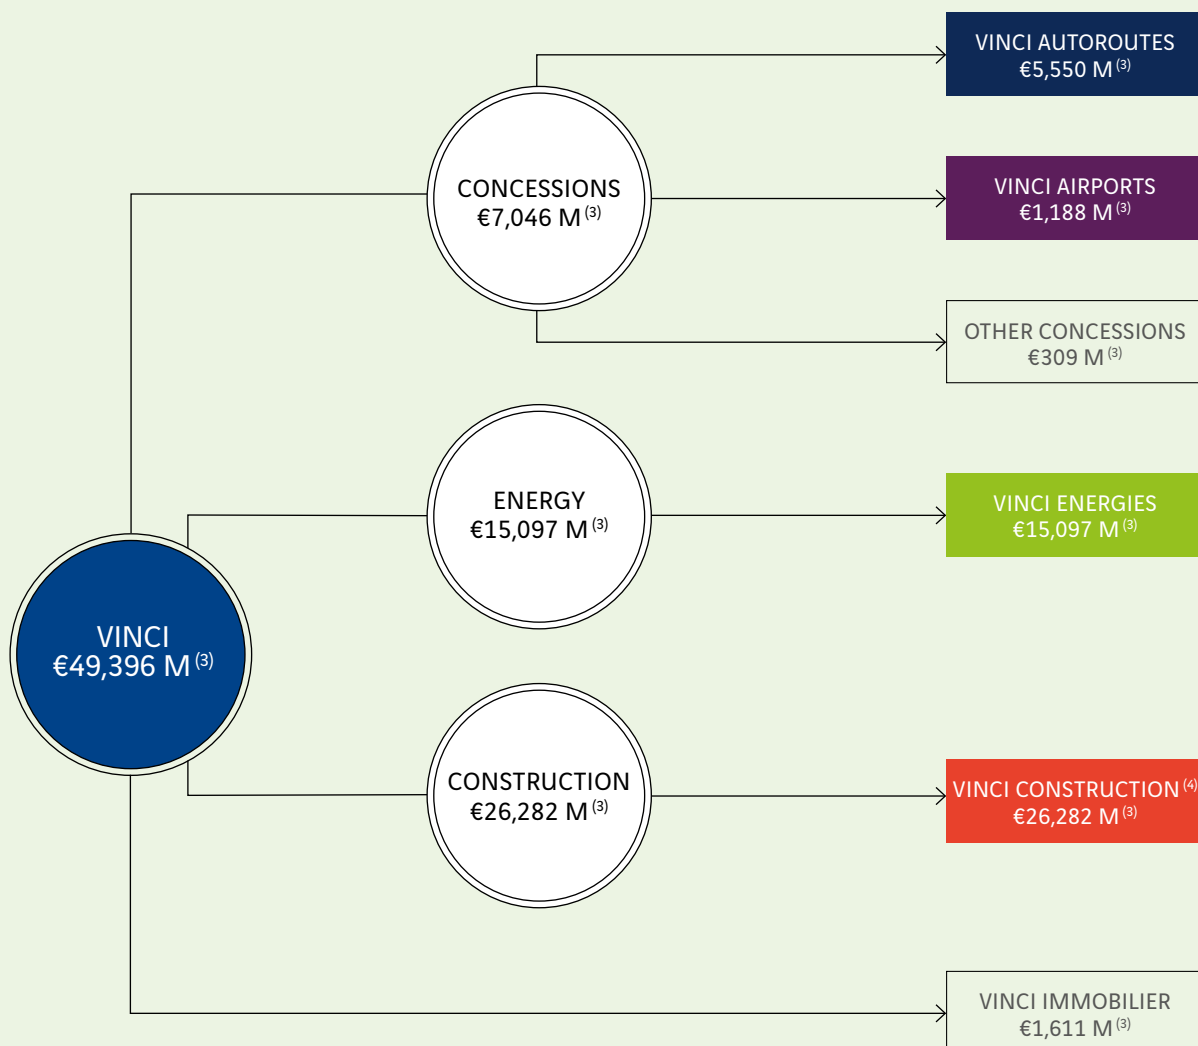 VINCI AUTOROUTES
€5,550 M (3)
CONCESSIONS
€7,046 M (3)
VINCI AIRPORTS
€1,188 M (3)
OTHER CONCESSIONS
€309 M (3)
ENERGY
€15,097 M (3)
VINCI ENERGIES
€15,097 M (3)
VINCI
€49,396 M (3)
CONSTRUCTION
€26,282 M (3)
VINCI CONSTRUCTION (4)
€26,282 M (3)
VINCI IMMOBILIER
€1,611 M (3)